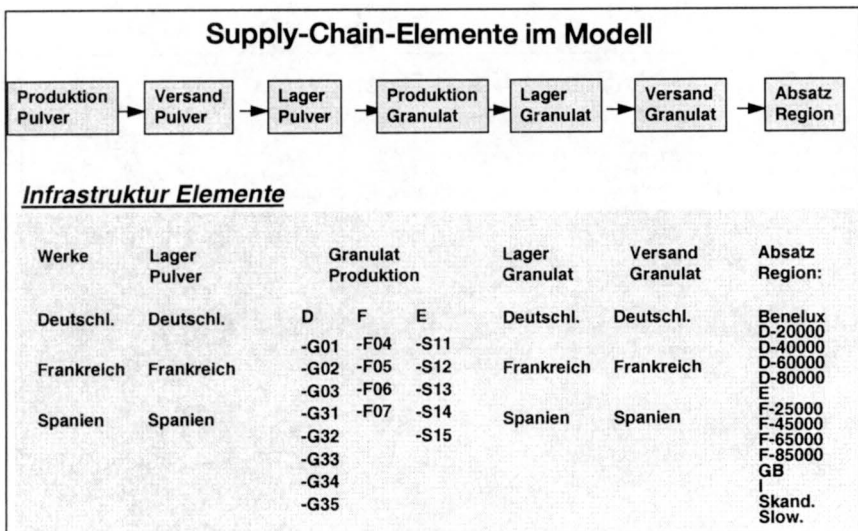 Supply-Chain-Elemente im Modell
Produktion Pulver
Versand Pulver
Lager Pulver
Produktion Granulat
Lager Granulat
Versand Granulat
Absatz Region
Infrastruktur Elemente
Werke
Lager Pulver
Granulat Produktion
Lager Granulat
Versand Granulat
Absatz Region:
Deutschl. Deutschl. D F E Deutschl. Deutschl. Benelux
-G01 -F04 -S11 D-20000
D-40000
-G02 -F05 -S12 D-60000
Frankreich Frankreich Frankreich Frankreich
D-80000
-G03 -F06 -S13 E
-G31 -F07 -S14 F-25000
Spanien Spanien Spanien Spanien
F-45000
-G32 -S15 F-65000
-G33 F-85000
GB
-G34 I
-G35 Skand.
Slow.